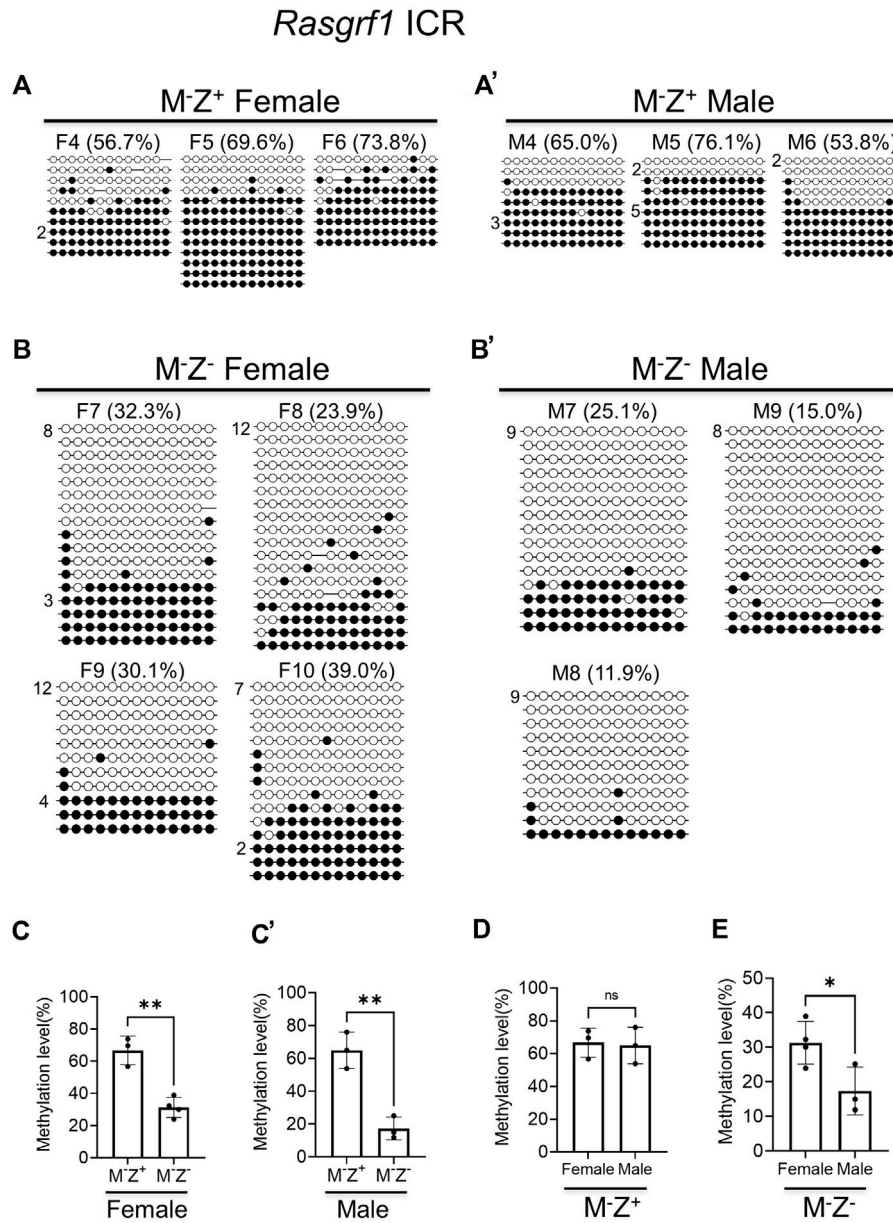 Rasgrf1 ICR
A
M-Z+ Female
F4 (56.7%) F5 (69.6%) F6 (73.8%)
2
A'
M-Z+ Male
M4 (65.0%) M5 (76.1%) M6 (53.8%)
2 2
5
3
B
M-Z- Female
F7 (32.3%) F8 (23.9%)
8 12
3
F9 (30.1%) F10 (39.0%)
12 7
4
2
B'
M-Z- Male
M7 (25.1%) M9 (15.0%)
9 8
M8 (11.9%)
9
C
Methylation level(%)
100
80
60
40
20
0
**
M-Z+ M-Z-
Female
C'
Methylation level(%)
100
80
60
40
20
0
**
M-Z+ M-Z-
Male
D
Methylation level(%)
100
80
60
40
20
0
ns
Female Male
M-Z+
E
Methylation level(%)
50
40
30
20
10
0
*
Female Male
M-Z-